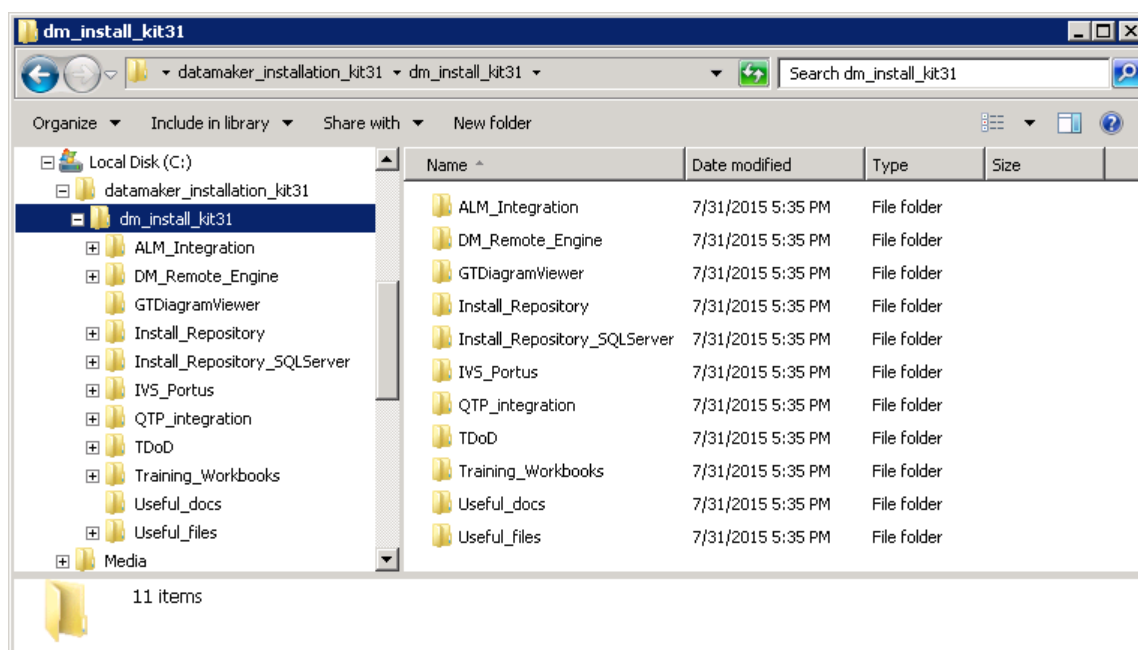 dm_install_kit31
datamaker_installation_kit31 dm_install_kit31 Search dm_install_kit31
Organize Include in library Share with New folder
Local Disk (C:)
datamaker_installation_kit31
dm_install_kit31
ALM_Integration
DM_Remote_Engine
GTDiagramViewer
Install_Repository
Install_Repository_SQLServer
IVS_Portus
QTP_integration
TDoD
Training_Workbooks
Useful_docs
Useful_files
Media
Name Date modified Type Size
ALM_Integration 7/31/2015 5:35 PM File folder
DM_Remote_Engine 7/31/2015 5:35 PM File folder
GTDiagramViewer 7/31/2015 5:35 PM File folder
Install_Repository 7/31/2015 5:35 PM File folder
Install_Repository_SQLServer 7/31/2015 5:35 PM File folder
IVS_Portus 7/31/2015 5:35 PM File folder
QTP_integration 7/31/2015 5:35 PM File folder
TDoD 7/31/2015 5:35 PM File folder
Training_Workbooks 7/31/2015 5:35 PM File folder
Useful_docs 7/31/2015 5:35 PM File folder
Useful_files 7/31/2015 5:35 PM File folder
11 items